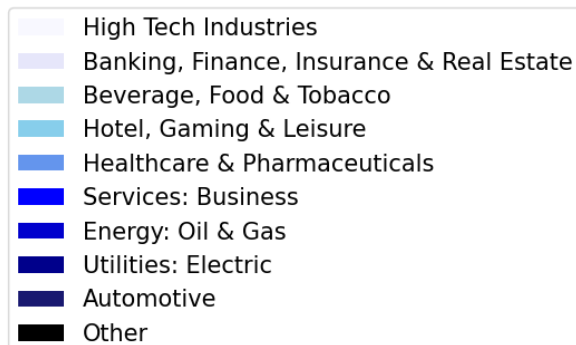 High Tech Industries
Banking, Finance, Insurance & Real Estate
Beverage, Food & Tobacco
Hotel, Gaming & Leisure
Healthcare & Pharmaceuticals
Services: Business
Energy: Oil & Gas
Utilities: Electric
Automotive
Other